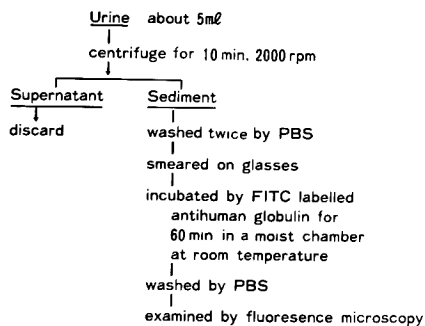 Urine about 5mℓ
centrifuge for 10 min. 2000 rpm
Supernatant Sediment
discard washed twice by PBS
smeared on glasses
incubated by FITC labelled
antihuman globulin for
60 min in a moist chamber
at room temperature
washed by PBS
examined by fluoresence microscopy